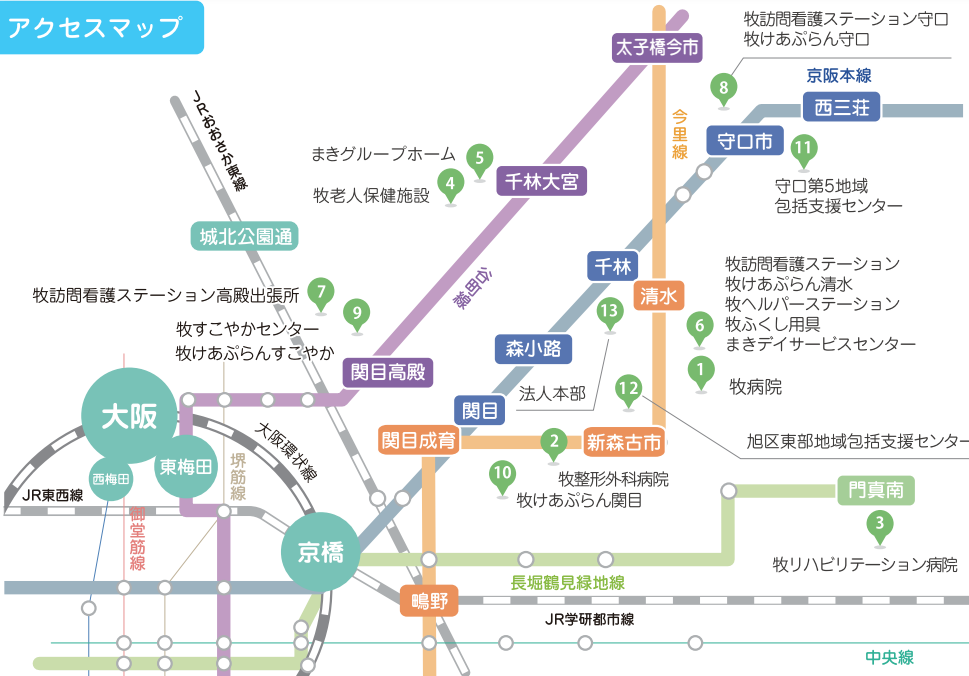 アクセスマップ
牧訪問看護ステーション守口
牧けあぷらん守口
太子橋今市
京阪本線
8
西三荘
JRおおさか東線
今里線
守口市
11
まきグループホーム
5
千林大宮
4
牧老人保健施設
守口第5地域
包括支援センター
城北公園通
千林
牧訪問看護ステーション
牧けあぷらん清水
牧ヘルパーステーション
牧ふくし用具
まきデイサービスセンター
谷町線
清水
牧訪問看護ステーション高殿出張所
7
9
13
6
牧すこやかセンター
牧けあぷらんすこやか
森小路
関目高殿
1
牧病院
法人本部
12
大阪
関目
大阪環状線
関目成育
2
新森古市
旭区東部地域包括支援センター
西梅田
東梅田
堺筋線
10
牧整形外科病院
牧けあぷらん関目
JR東西線
御堂筋線
門真南
3
京橋
牧リハビリテーション病院
長堀鶴見緑地線
鴫野
JR学研都市線
中央線